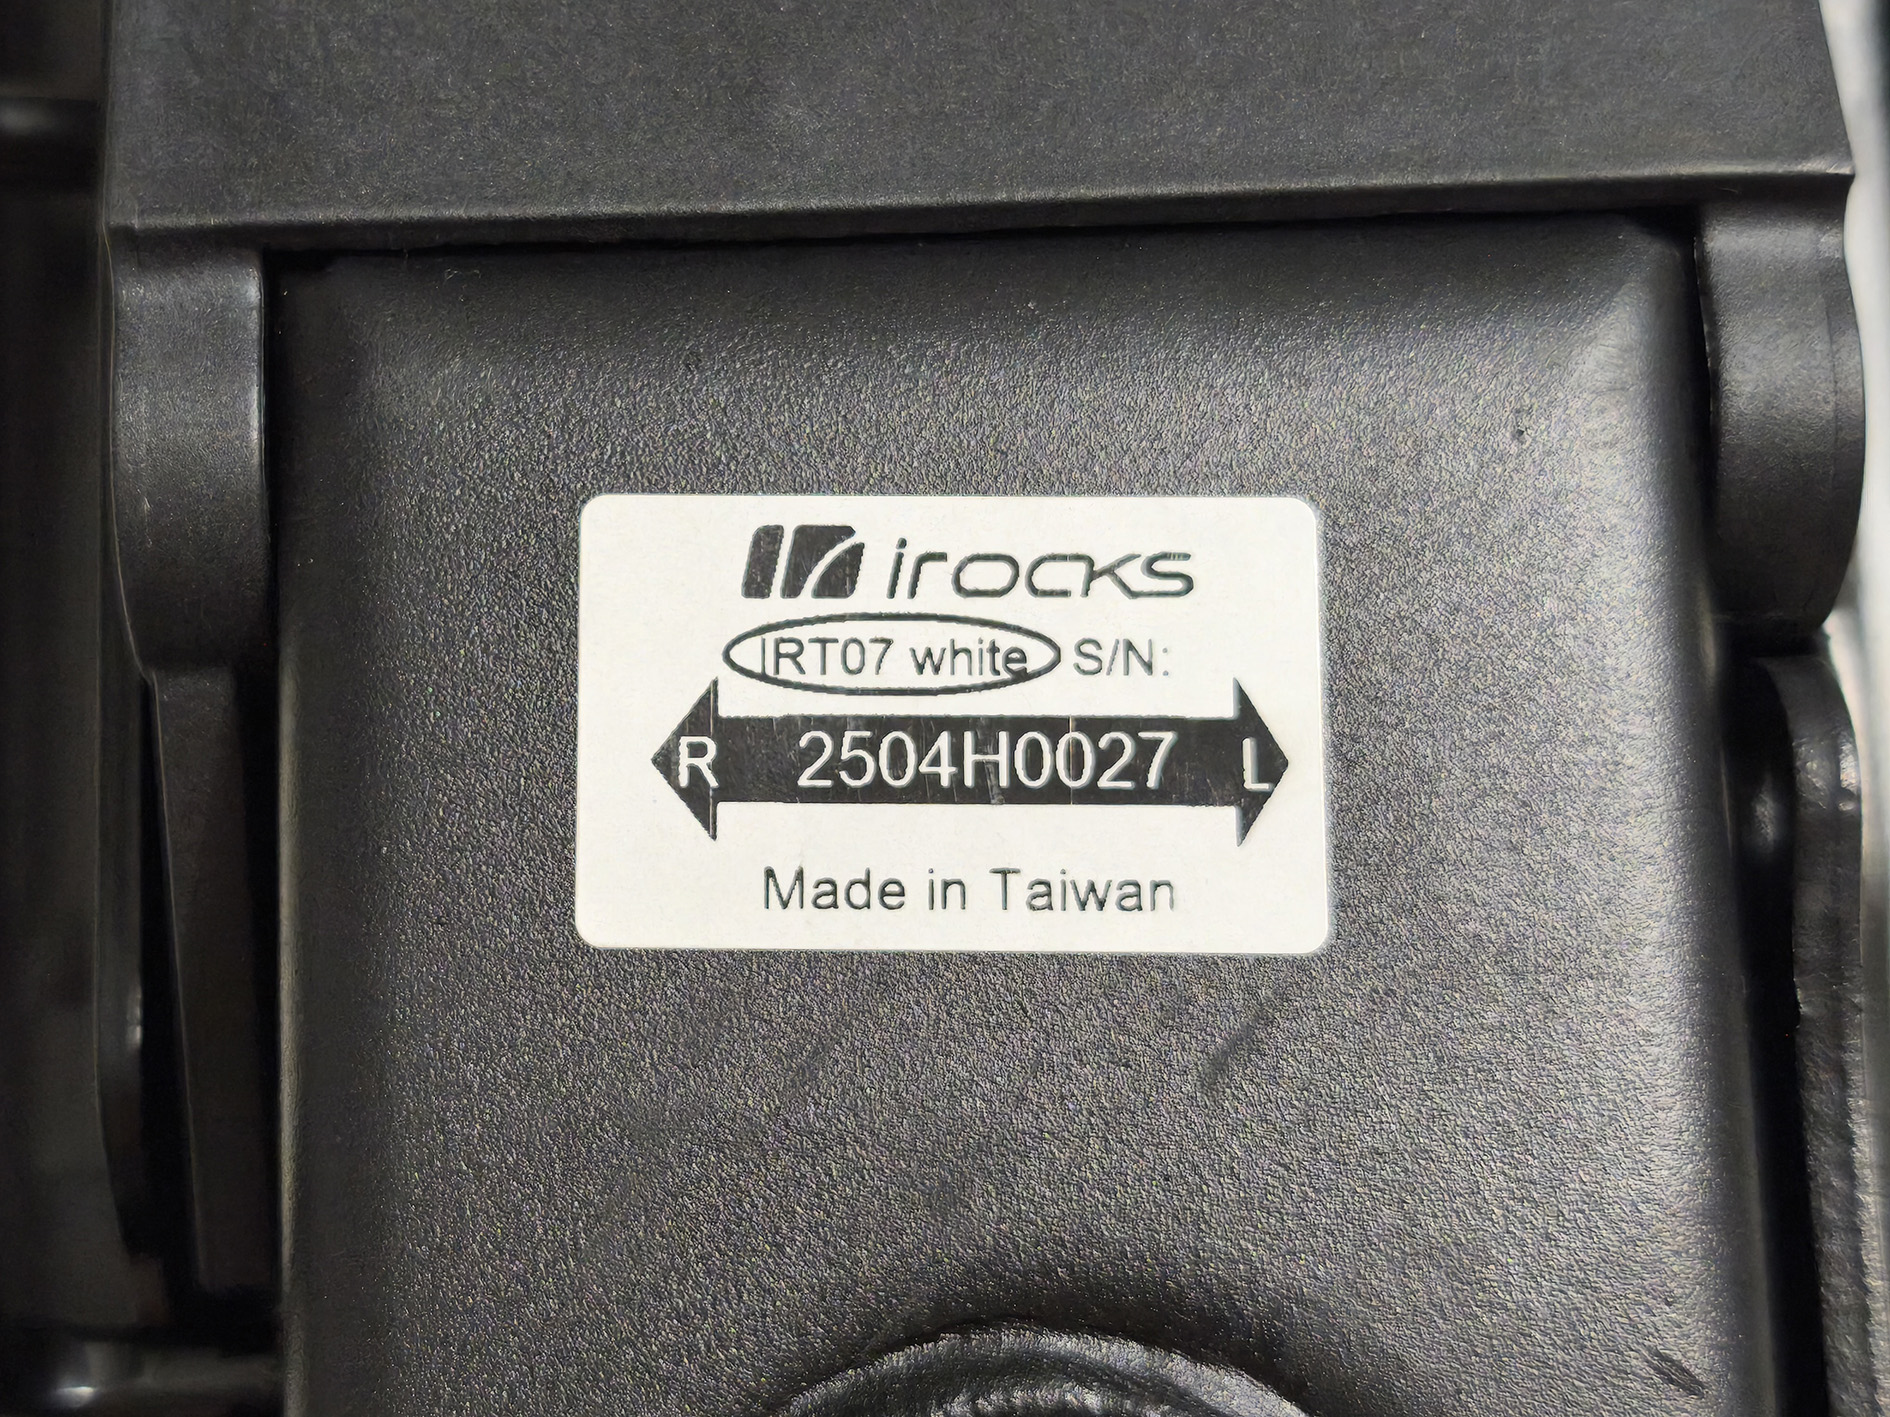 irocks
IRT07 white S/N:
R 2504H0027 L
Made in Taiwan